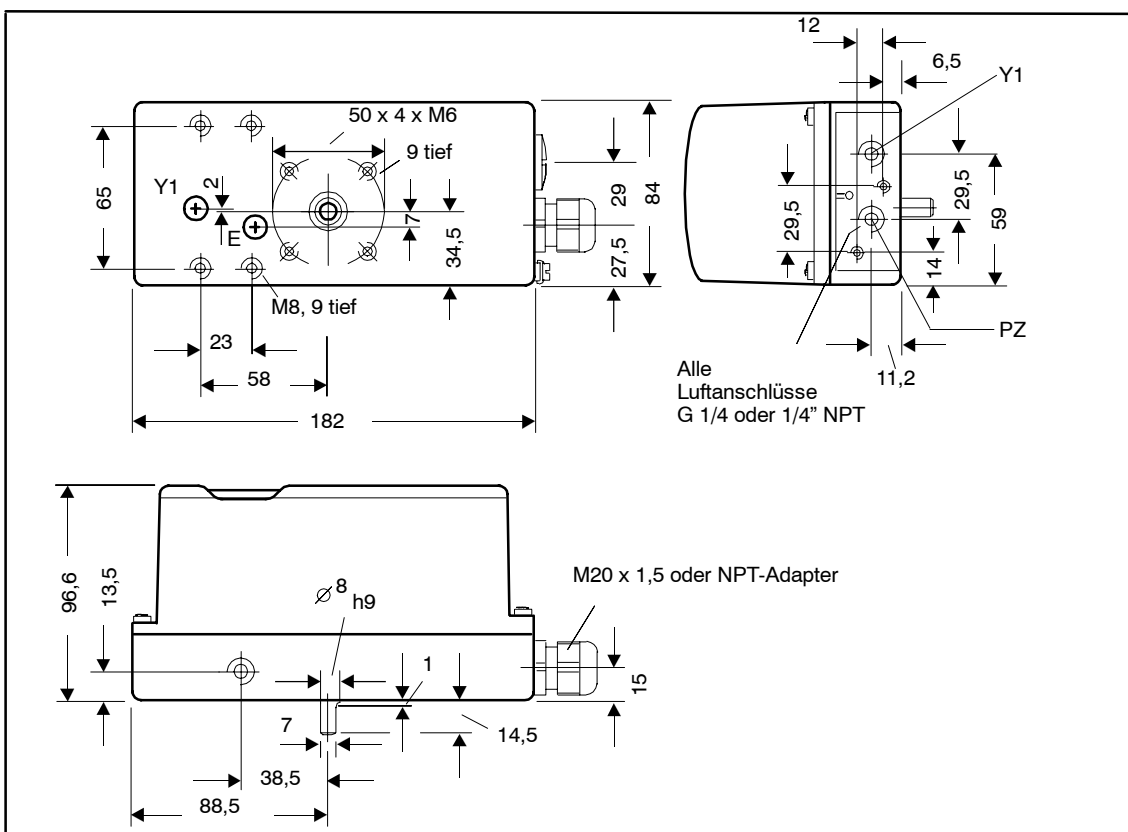 12
6,5
Y1
50 x 4 x M6
9 tief
65
Y1
2
E
7
34,5
29
27,5
84
29,5
29,5
59
14
M8, 9 tief
PZ
23
58
182
11,2
Alle
Luftanschlüsse
G 1/4 oder 1/4” NPT
96,6
13,5
8
h9
M20 x 1,5 oder NPT-Adapter
1
15
7
14,5
38,5
88,5